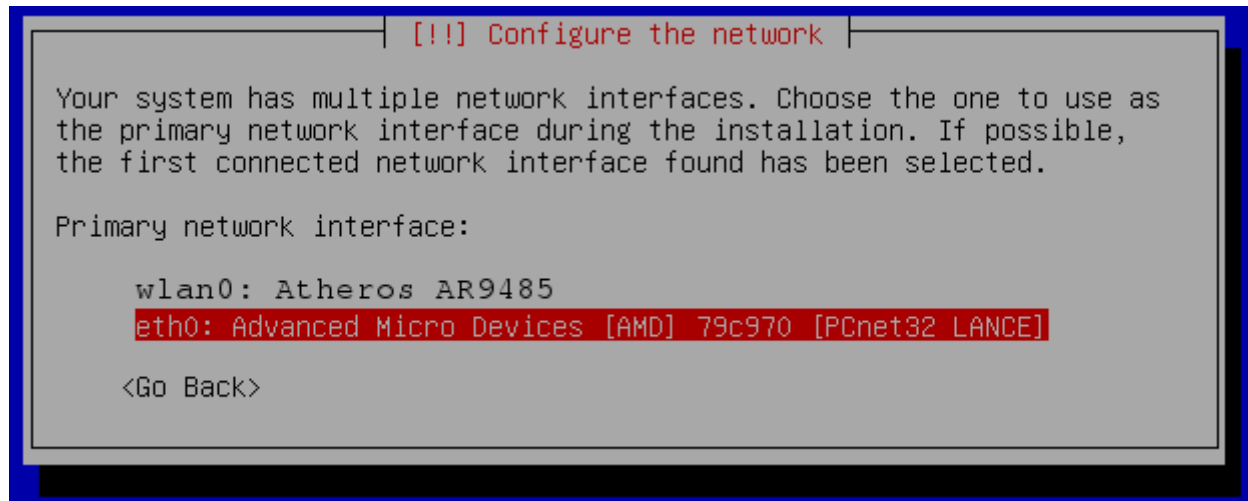 [!!] Configure the network
Your system has multiple network interfaces. Choose the one to use as
the primary network interface during the installation. If possible,
the first connected network interface found has been selected.
Primary network interface:
wlan0: Atheros AR9485
eth0: Advanced Micro Devices [AMD] 79c970 [PCnet32 LANCE]
<Go Back>